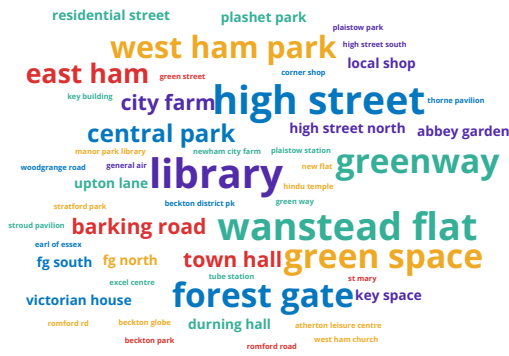 residential street
plashet park
plaistow park
west ham park
high street south
local shop
east ham
green street
corner shop
key building
city farm
high street
thorne pavilion
central park
high street north
abbey garden
manor park library
newham city farm
plaistow station
greenway
woodgrange road
general air
library
new flat
upton lane
hindu temple
stratford park
beckton district pk
green way
stroud pavilion
barking road
wanstead flat
earl of essex
fg south
fg north
town hall
green space
excel centre
tube station
st mary
victorian house
forest gate
key space
romford rd
beckton globe
durning hall
atherton leisure centre
beckton park
romford road
west ham church